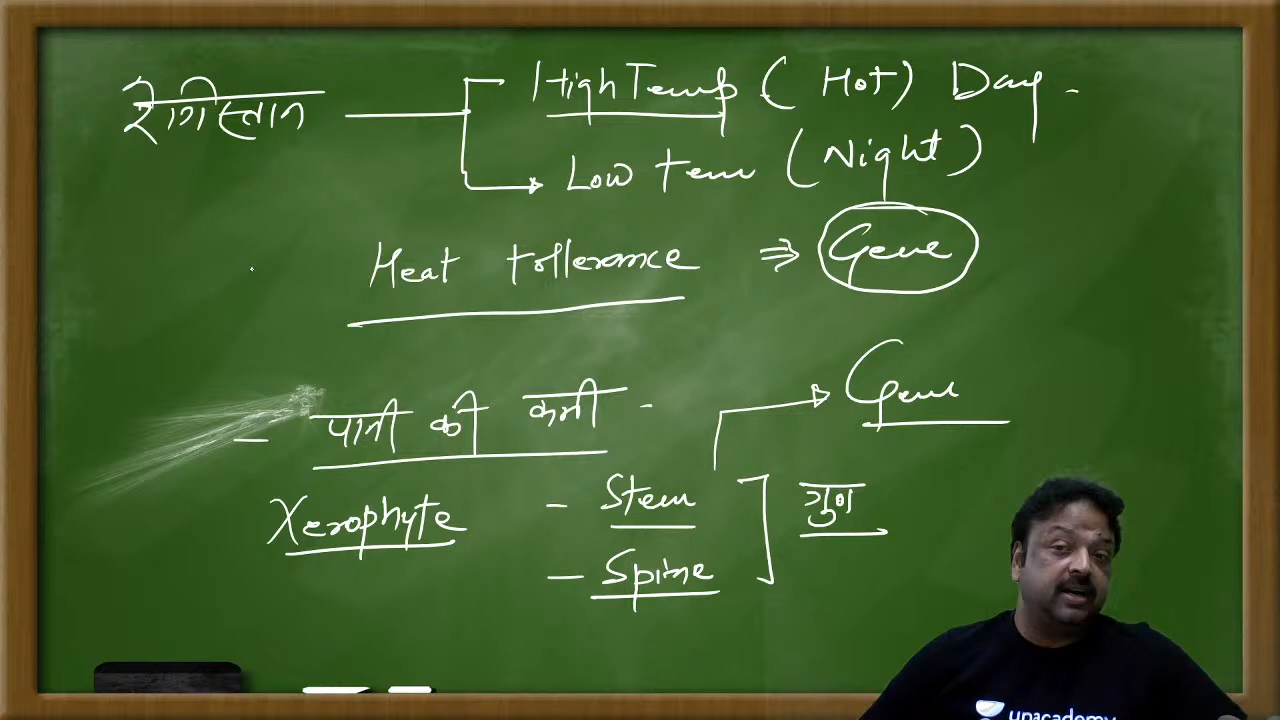 रेगिस्तान High Temp ( Hot) Day -
Low Tem (Night)
Heat tollerance ⇒ Gene
- पानी की कमी - Gene
Xerophyte - Stem गुण
- Spine
unacademy